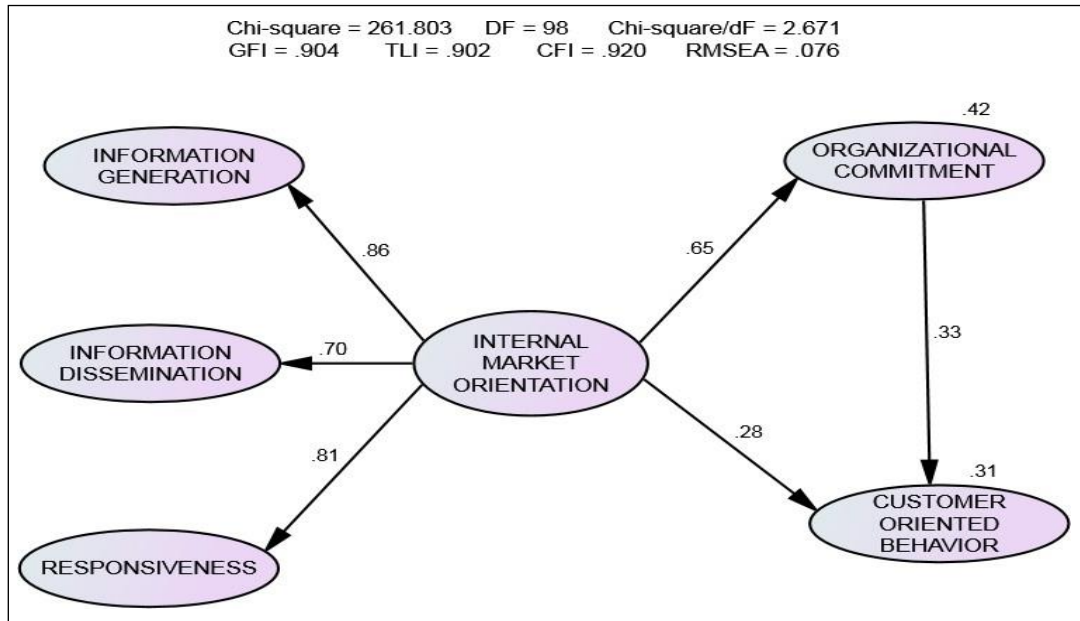 Chi-square = 261.803 DF = 98 Chi-square/dF = 2.671
GFI = .904 TLI = .902 CFI = .920 RMSEA = .076
.42
INFORMATION
GENERATION
ORGANIZATIONAL
COMMITMENT
.86
.65
INFORMATION
DISSEMINATION
.70
INTERNAL
MARKET
ORIENTATION
.33
.28
.81
.31
CUSTOMER
ORIENTED
BEHAVIOR
RESPONSIVENESS